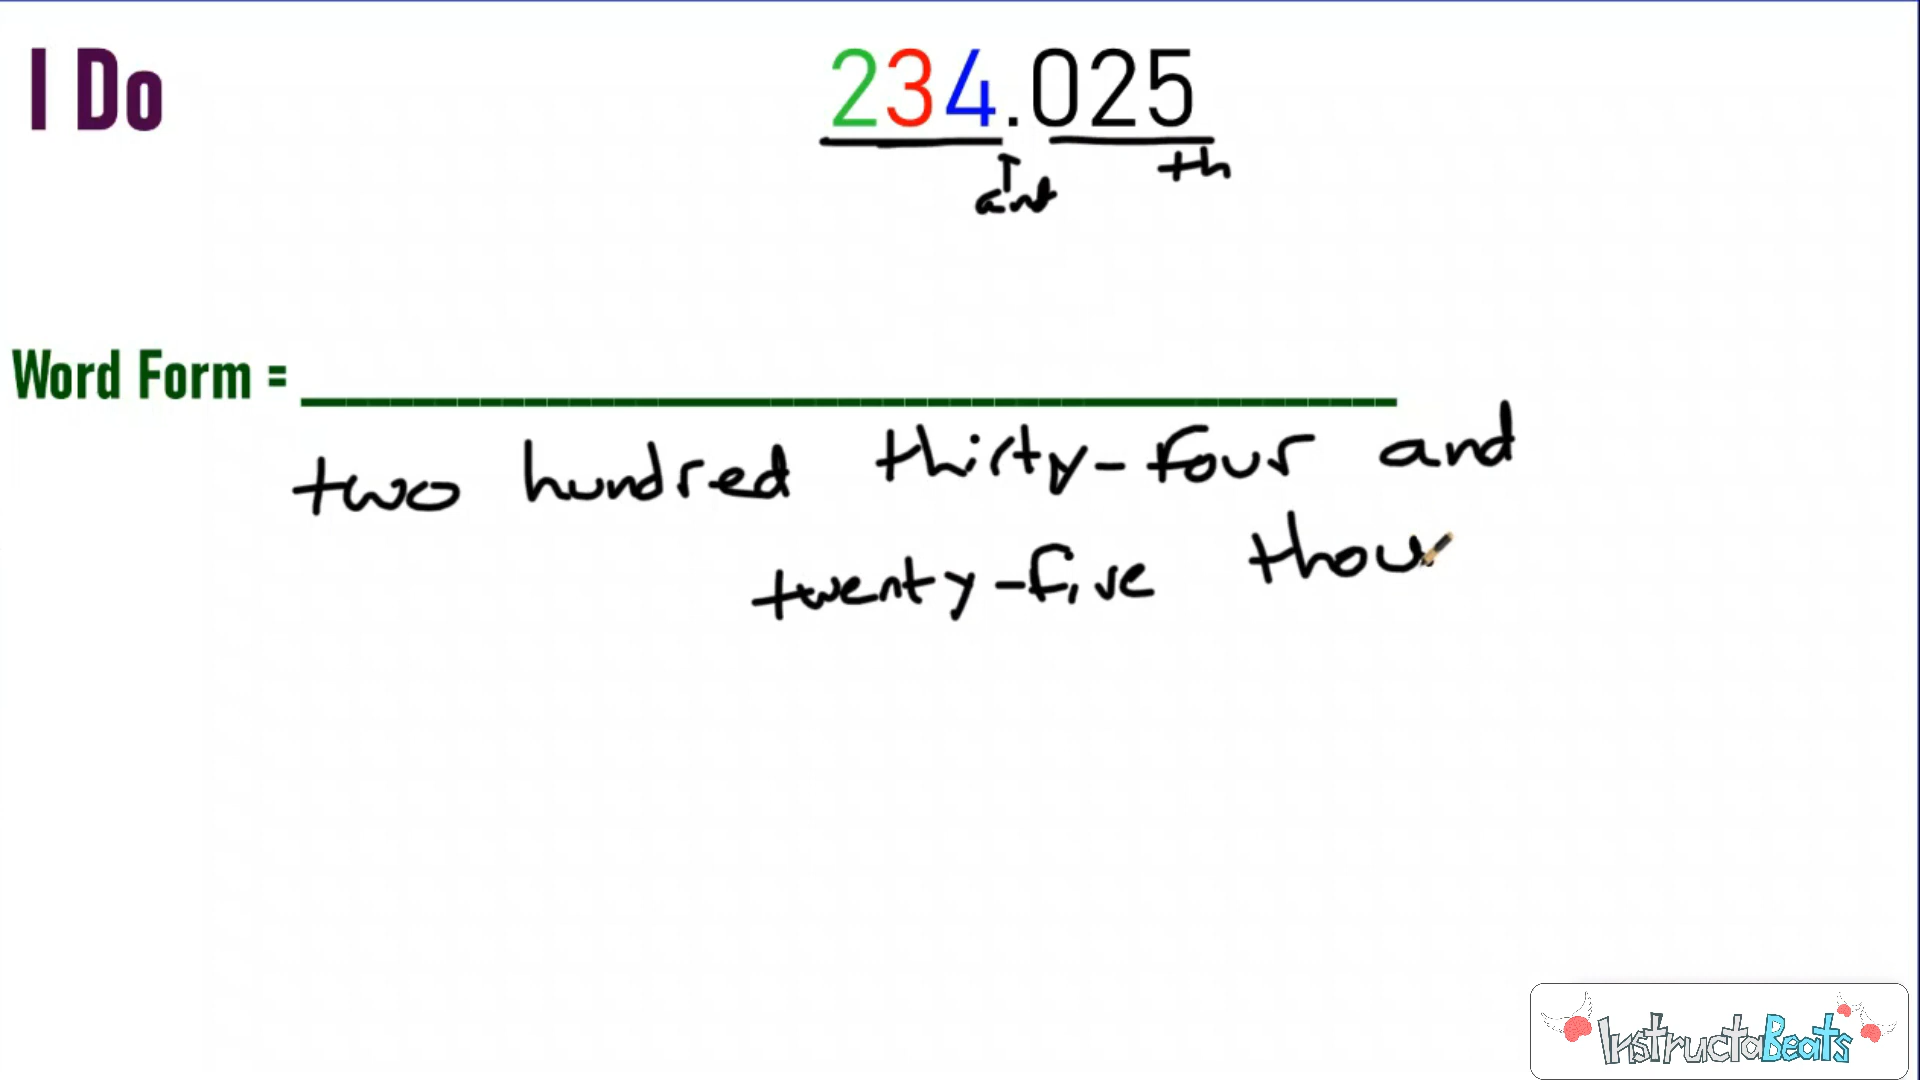 I Do
234.025
and
th
Word Form =
two hundred thirty-four and
twenty-five thou
InstructaBeats